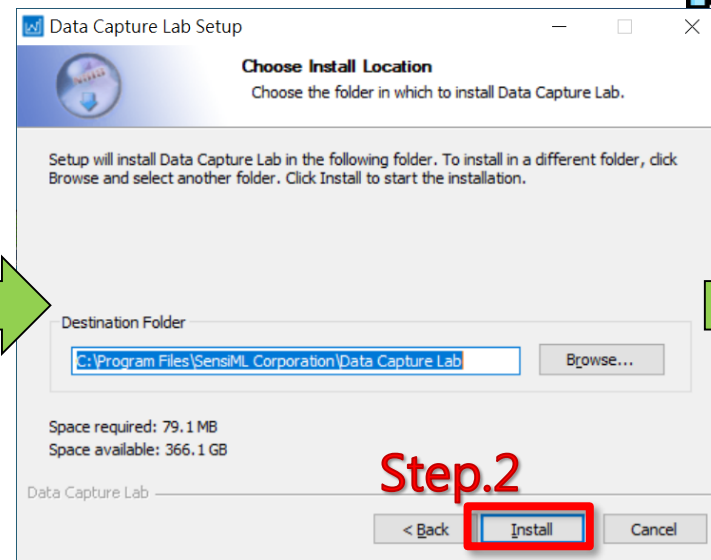 Data Capture Lab Setup
Choose Install Location
Choose the folder in which to install Data Capture Lab.
Setup will install Data Capture Lab in the following folder. To install in a different folder, click
Browse and select another folder. Click Install to start the installation.
Destination Folder
C:\Program Files\SensiML Corporation\Data Capture Lab
Browse...
Space required: 79.1 MB
Space available: 366.1 GB
Step.2
Data Capture Lab
< Back
Install
Cancel